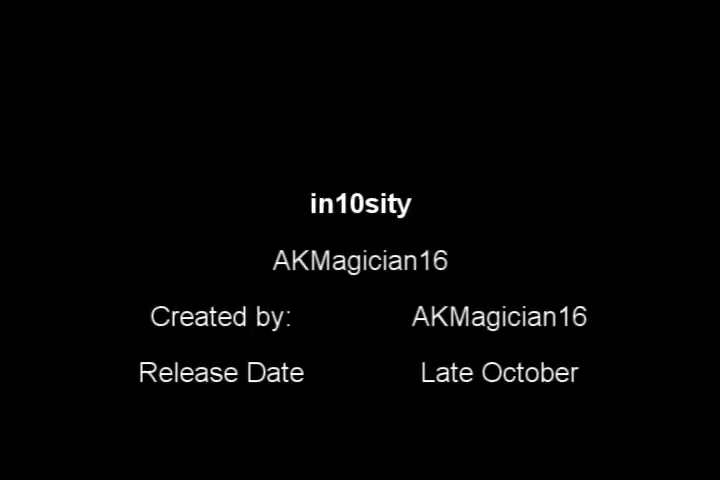 in10sity
AKMagician16
Created by: AKMagician16
Release Date Late October